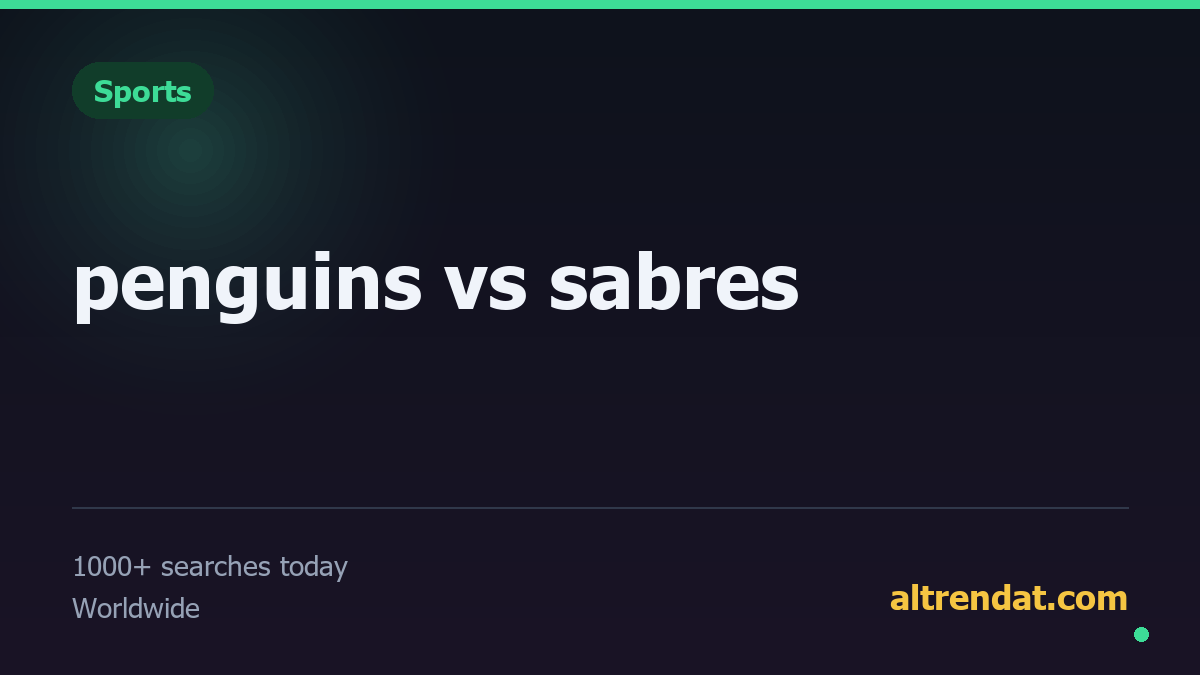 Sports
penguins vs sabres
1000+ searches today
Worldwide
altrendat.com